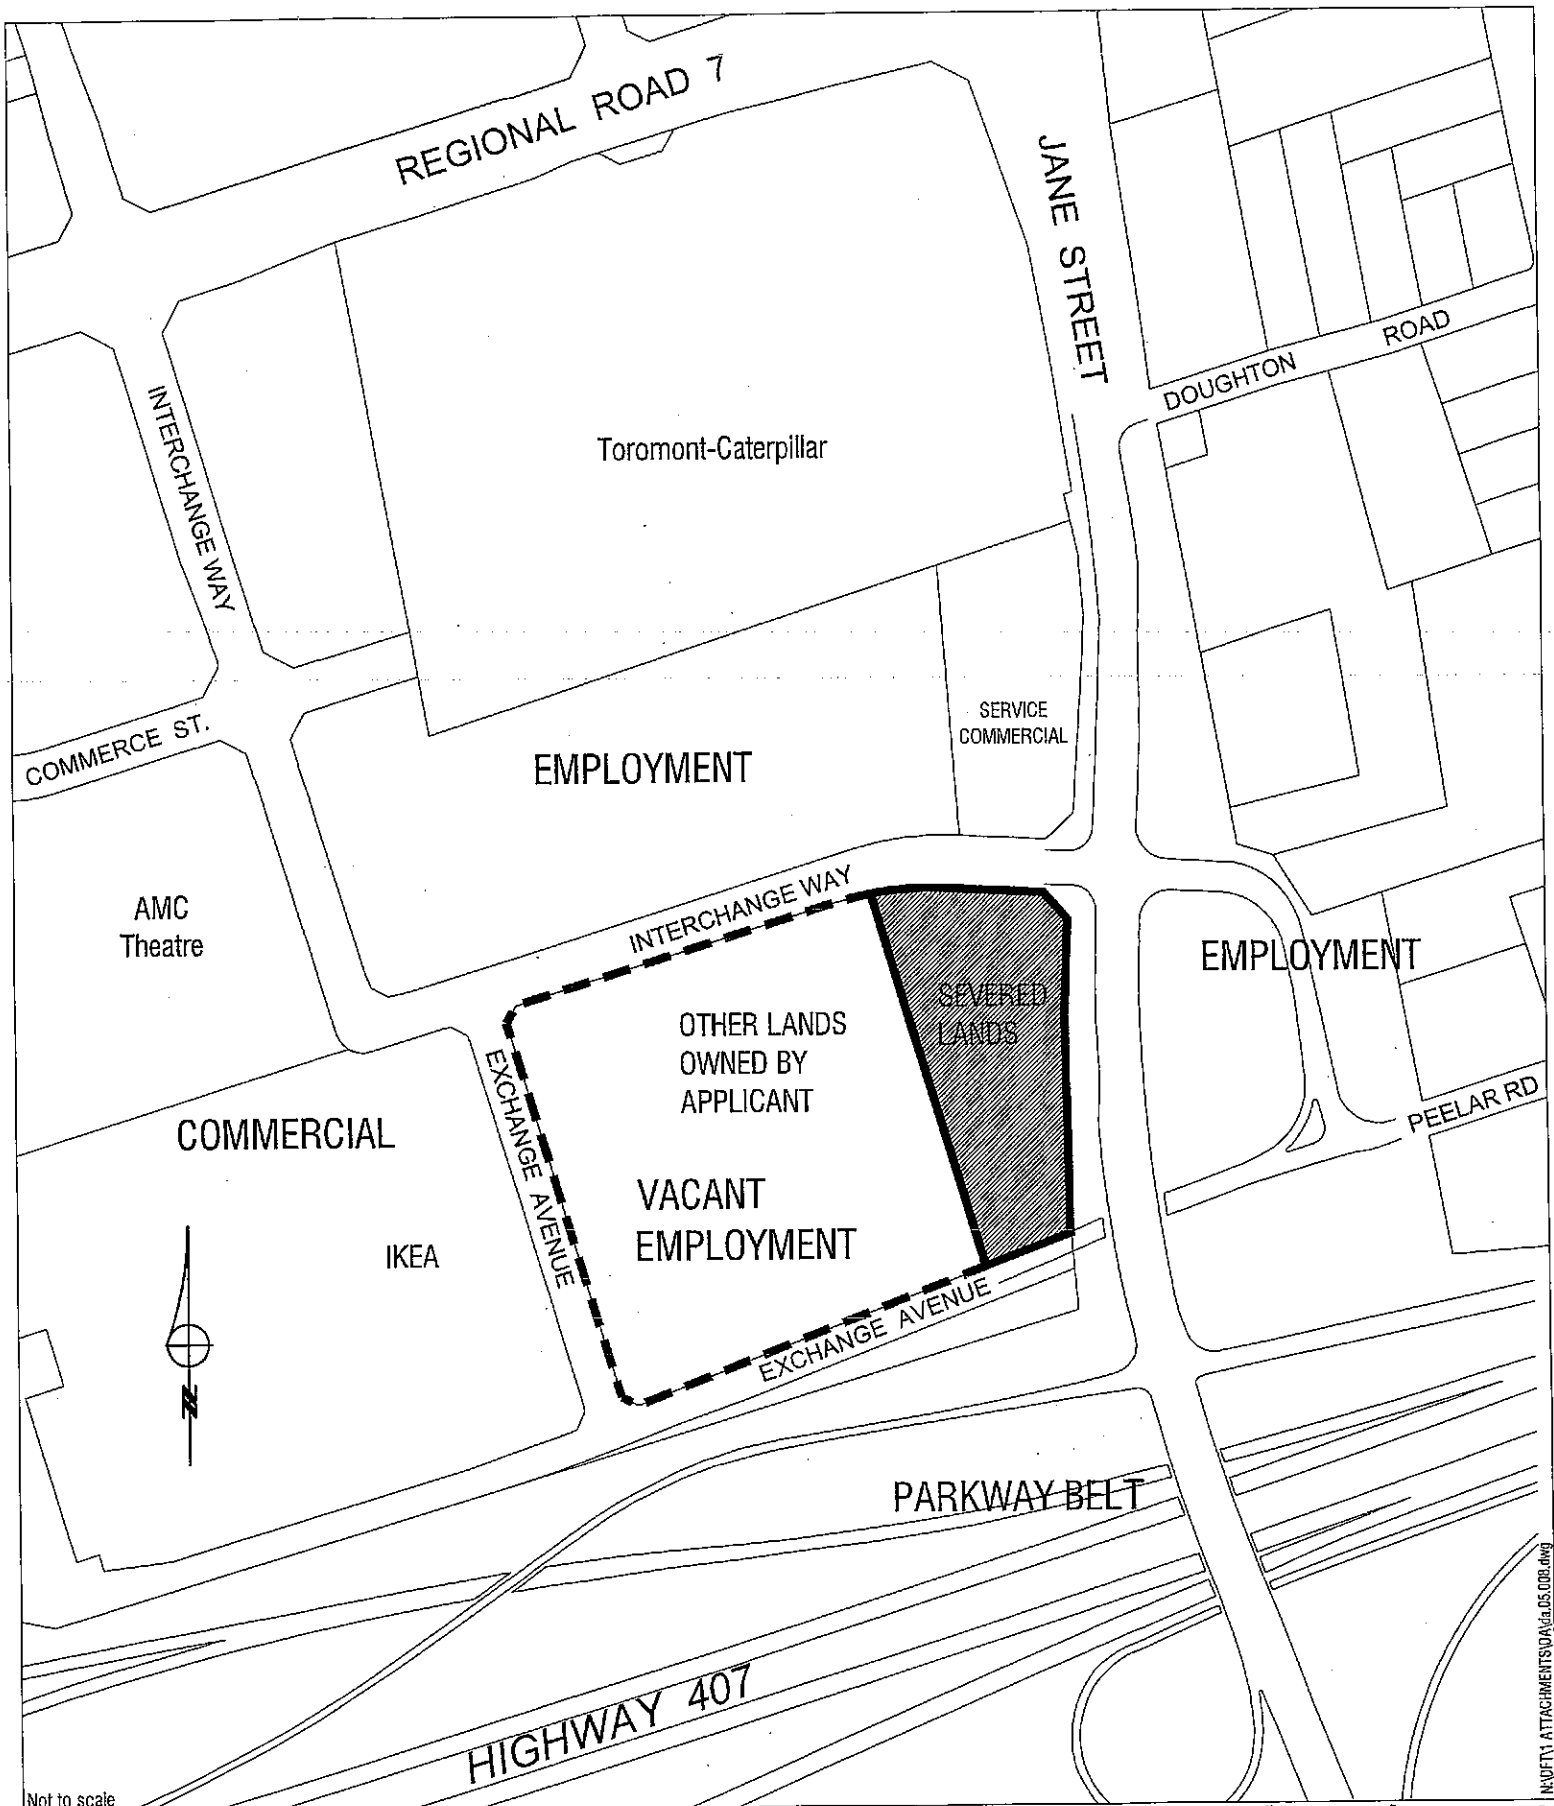 REGIONAL ROAD 7
JANE STREET
DOUGHTON ROAD
INTERCHANGE WAY
Toromont-Caterpillar
SERVICE
COMMERCIAL
COMMERCE ST.
EMPLOYMENT
AMC
Theatre
INTERCHANGE WAY
EMPLOYMENT
SEVERED
LANDS
OTHER LANDS
OWNED BY
APPLICANT
EXCHANGE AVENUE
PEELAR RD
COMMERCIAL
VACANT
EMPLOYMENT
IKEA
EXCHANGE AVENUE
N
PARKWAY BELT
HIGHWAY 407
Not to scale
N:\DFT\1 ATTACHMENTS\DA\da.05.008.dwg